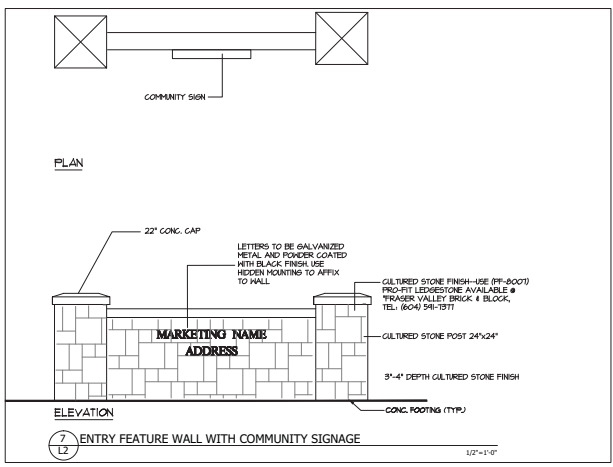 COMMUNITY SIGN
PLAN
22" CONC. CAP
LETTERS TO BE GALVANIZED
METAL AND POWDER COATED
WITH BLACK FINISH. USE
HIDDEN MOUNTING TO AFFIX
TO WALL
CULTURED STONE FINISH--USE (PF-8007)
PRO-FIT LEDGESTONE AVAILABLE @
"FRASER VALLEY BRICK & BLOCK,
TEL: (604) 591-7377
MARKETING NAME
ADDRESS
CULTURED STONE POST 24"x24"
3"-4" DEPTH CULTURED STONE FINISH
CONC. FOOTING (TYP.)
ELEVATION
7
L2
ENTRY FEATURE WALL WITH COMMUNITY SIGNAGE
1/2"=1'-0"